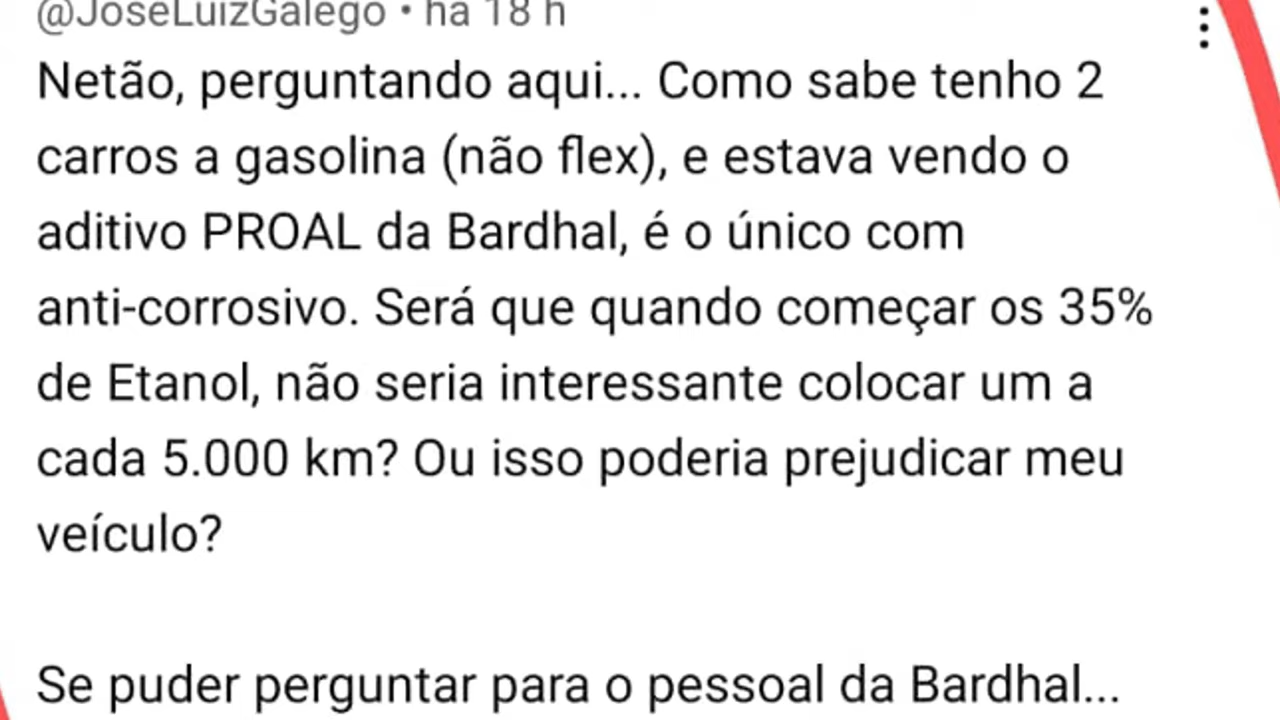 @JoseLuizGalego • há 18 h
Netão, perguntando aqui... Como sabe tenho 2
carros a gasolina (não flex), e estava vendo o
aditivo PROAL da Bardhal, é o único com
anti-corrosivo. Será que quando começar os 35%
de Etanol, não seria interessante colocar um a
cada 5.000 km? Ou isso poderia prejudicar meu
veículo?
Se puder perguntar para o pessoal da Bardhal...